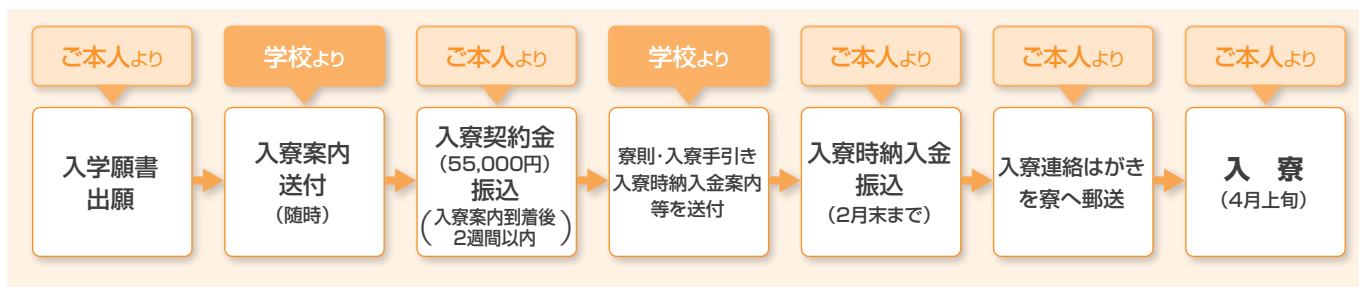 ご本人より
入学願書
出願
学校より
入寮案内
送付
(随時)
ご本人より
入寮契約金
(55,000円)
振込
(入寮案内到着後
2週間以内)
学校より
寮則・入寮手引き
入寮時納入金案内
等を送付
ご本人より
入寮時納入金
振込
(2月末まで)
ご本人より
入寮連絡はがき
を寮へ郵送
ご本人より
入 寮
(4月上旬)